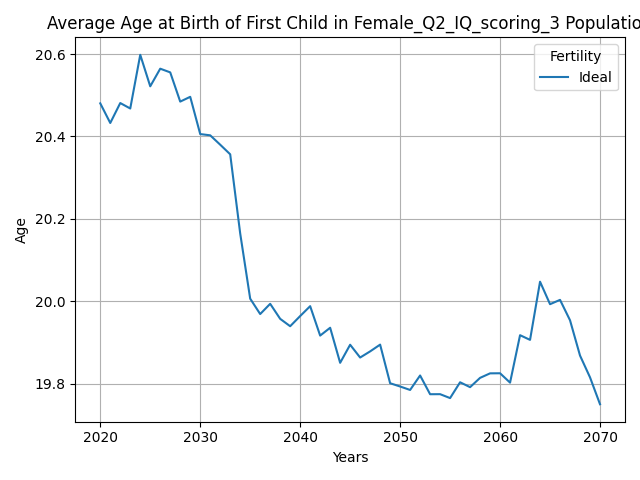 Average Age at Birth of First Child in Female_Q2_IQ_scoring_3 Populatio
Fertility
Ideal
20.6
20.4
20.2
20.0
19.8
Age
2020 2030 2040 2050 2060 2070
Years